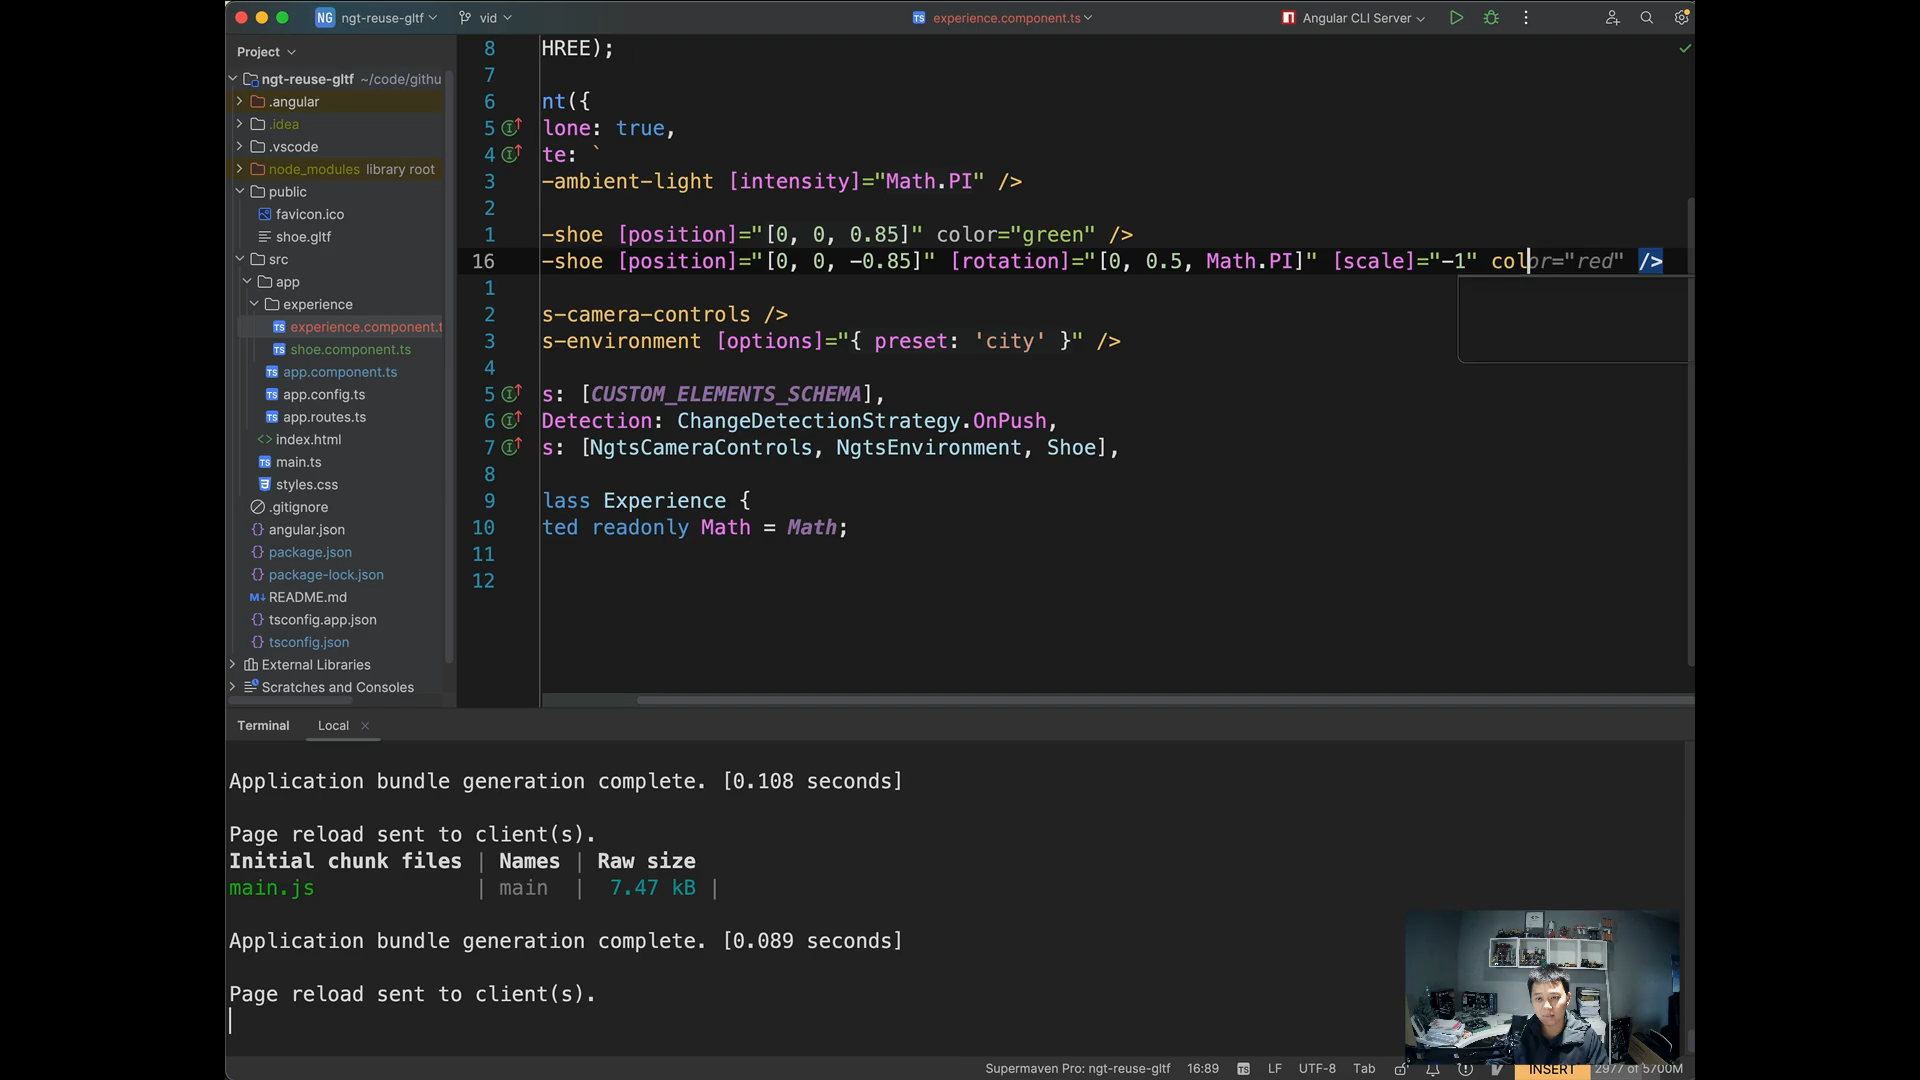 NG ngt-reuse-gltf vid TS experience.component.ts Angular CLI Server
Project
ngt-reuse-gltf ~/code/githu
.angular
.idea
.vscode
node_modules library root
public
favicon.ico
shoe.gltf
src
app
experience
TS experience.component.t
TS shoe.component.ts
TS app.component.ts
TS app.config.ts
TS app.routes.ts
<> index.html
TS main.ts
styles.css
.gitignore
{} angular.json
{} package.json
{} package-lock.json
M↓ README.md
{} tsconfig.app.json
{} tsconfig.json
External Libraries
Scratches and Consoles
8 HREE);
7
6 nt({
5 lone: true,
4 te: `
3 -ambient-light [intensity]="Math.PI" />
2
1 -shoe [position]="[0, 0, 0.85]" color="green" />
16 -shoe [position]="[0, 0, -0.85]" [rotation]="[0, 0.5, Math.PI]" [scale]="-1" color="red" />
1
2 s-camera-controls />
3 s-environment [options]="{ preset: 'city' }" />
4
5 s: [CUSTOM_ELEMENTS_SCHEMA],
6 Detection: ChangeDetectionStrategy.OnPush,
7 s: [NgtsCameraControls, NgtsEnvironment, Shoe],
8
9 lass Experience {
10 ted readonly Math = Math;
11
12
Terminal Local ×
Application bundle generation complete. [0.108 seconds]
Page reload sent to client(s).
Initial chunk files | Names | Raw size
main.js | main | 7.47 kB |
Application bundle generation complete. [0.089 seconds]
Page reload sent to client(s).
Supermaven Pro: ngt-reuse-gltf 16:89 TS LF UTF-8 Tab INSERT 2977 of 5700M